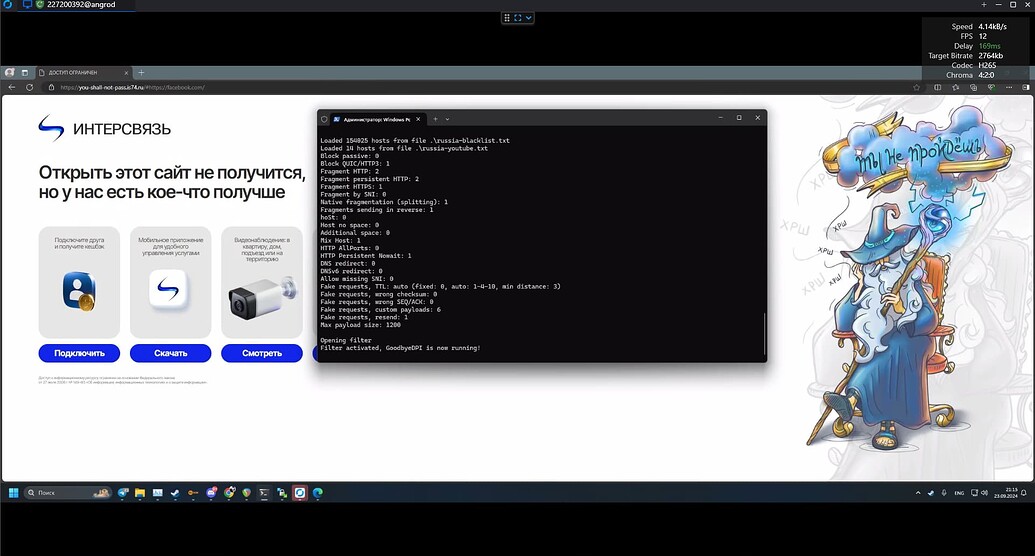 227200392@angrod
Speed 4.14kB/s
FPS 12
Delay 169ms
Target Bitrate 2764kb
Codec H265
Chroma 4:2:0
ДОСТУП ОГРАНИЧЕН
https://you-shall-not-pass.is74.ru/#https://facebook.com/
ИНТЕРСВЯЗЬ
Открыть этот сайт не получится,
но у нас есть кое-что получше
Подключите друга
и получите кешбэк
Подключить
Мобильное приложение
для удобного
управления услугами
Скачать
Видеонаблюдение: в
квартиру, дом,
подъезд или на
территорию
Смотреть
Администратор: Windows Po
Loaded 154025 hosts from file .\russia-blacklist.txt
Loaded 14 hosts from file .\russia-youtube.txt
Block passive: 0
Block QUIC/HTTP3: 1
Fragment HTTP: 2
Fragment persistent HTTP: 2
Fragment HTTPS: 1
Fragment by SNI: 0
Native fragmentation (splitting): 1
Fragments sending in reverse: 1
hoSt: 0
Host no space: 0
Additional space: 0
Mix Host: 1
HTTP AllPorts: 0
HTTP Persistent Nowait: 1
DNS redirect: 0
DNSv6 redirect: 0
Allow missing SNI: 0
Fake requests, TTL: auto (fixed: 0, auto: 1-4-10, min distance: 3)
Fake requests, wrong checksum: 0
Fake requests, wrong SEQ/ACK: 0
Fake requests, custom payloads: 6
Fake requests, resend: 1
Max payload size: 1200
Opening filter
Filter activated, GoodbyeDPI is now running!
Ты Не пройдёшь
ХРШ
ХРШ
ХРШ
ХРШ
Поиск
ENG
21:15
23.09.2024